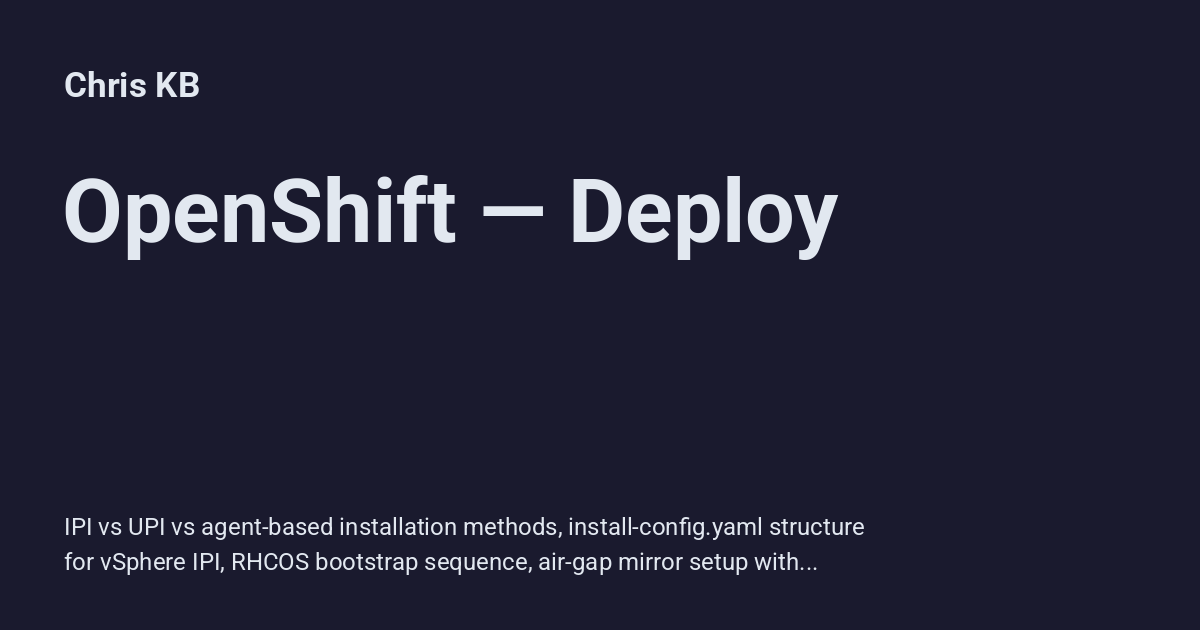 Chris KB
OpenShift — Deploy
IPI vs UPI vs agent-based installation methods, install-config.yaml structure
for vSphere IPI, RHCOS bootstrap sequence, air-gap mirror setup with...